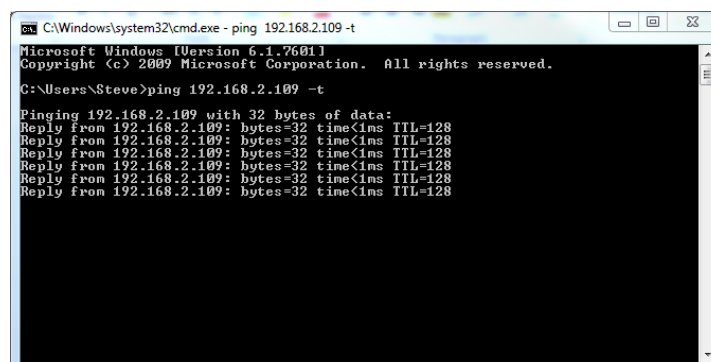 C:\Windows\system32\cmd.exe - ping 192.168.2.109 -t
Microsoft Windows [Version 6.1.7601]
Copyright (c) 2009 Microsoft Corporation.  All rights reserved.
C:\Users\Steve>ping 192.168.2.109 -t
Pinging 192.168.2.109 with 32 bytes of data:
Reply from 192.168.2.109: bytes=32 time<1ms TTL=128
Reply from 192.168.2.109: bytes=32 time<1ms TTL=128
Reply from 192.168.2.109: bytes=32 time<1ms TTL=128
Reply from 192.168.2.109: bytes=32 time<1ms TTL=128
Reply from 192.168.2.109: bytes=32 time<1ms TTL=128
Reply from 192.168.2.109: bytes=32 time<1ms TTL=128